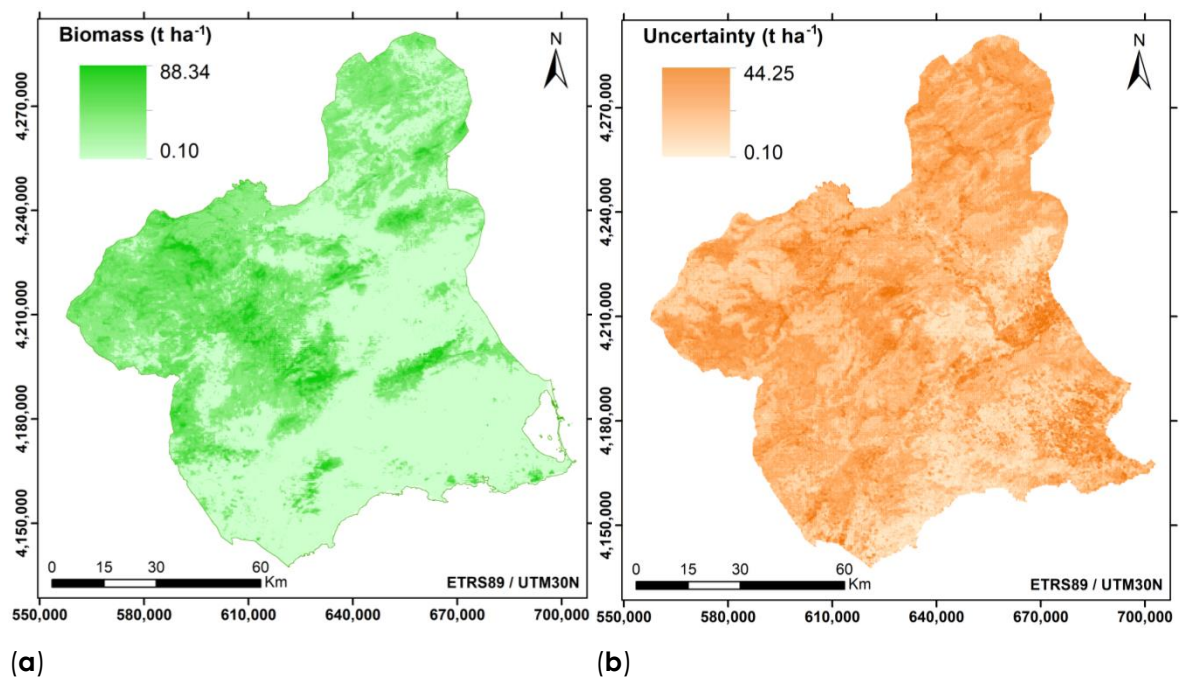 Biomass (t ha⁻¹)
88.34
0.10
N
4,270,000
4,240,000
4,210,000
4,180,000
4,150,000
0 15 30 60
Km
ETRS89 / UTM30N
550,000 580,000 610,000 640,000 670,000 700,000
(a)
Uncertainty (t ha⁻¹)
44.25
0.10
N
4,270,000
4,240,000
4,210,000
4,180,000
4,150,000
0 15 30 60
Km
ETRS89 / UTM30N
550,000 580,000 610,000 640,000 670,000 700,000
(b)